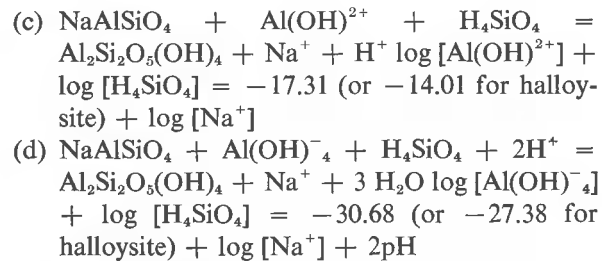 (c) NaAlSiO₄ + Al(OH)²⁺ + H₄SiO₄ =
Al₂Si₂O₅(OH)₄ + Na⁺ + H⁺ log [Al(OH)²⁺] +
log [H₄SiO₄] = −17.31 (or −14.01 for halloy-
site) + log [Na⁺]
(d) NaAlSiO₄ + Al(OH)⁻₄ + H₄SiO₄ + 2H⁺ =
Al₂Si₂O₅(OH)₄ + Na⁺ + 3 H₂O log [Al(OH)⁻₄]
+ log [H₄SiO₄] = −30.68 (or −27.38 for
halloysite) + log [Na⁺] + 2pH